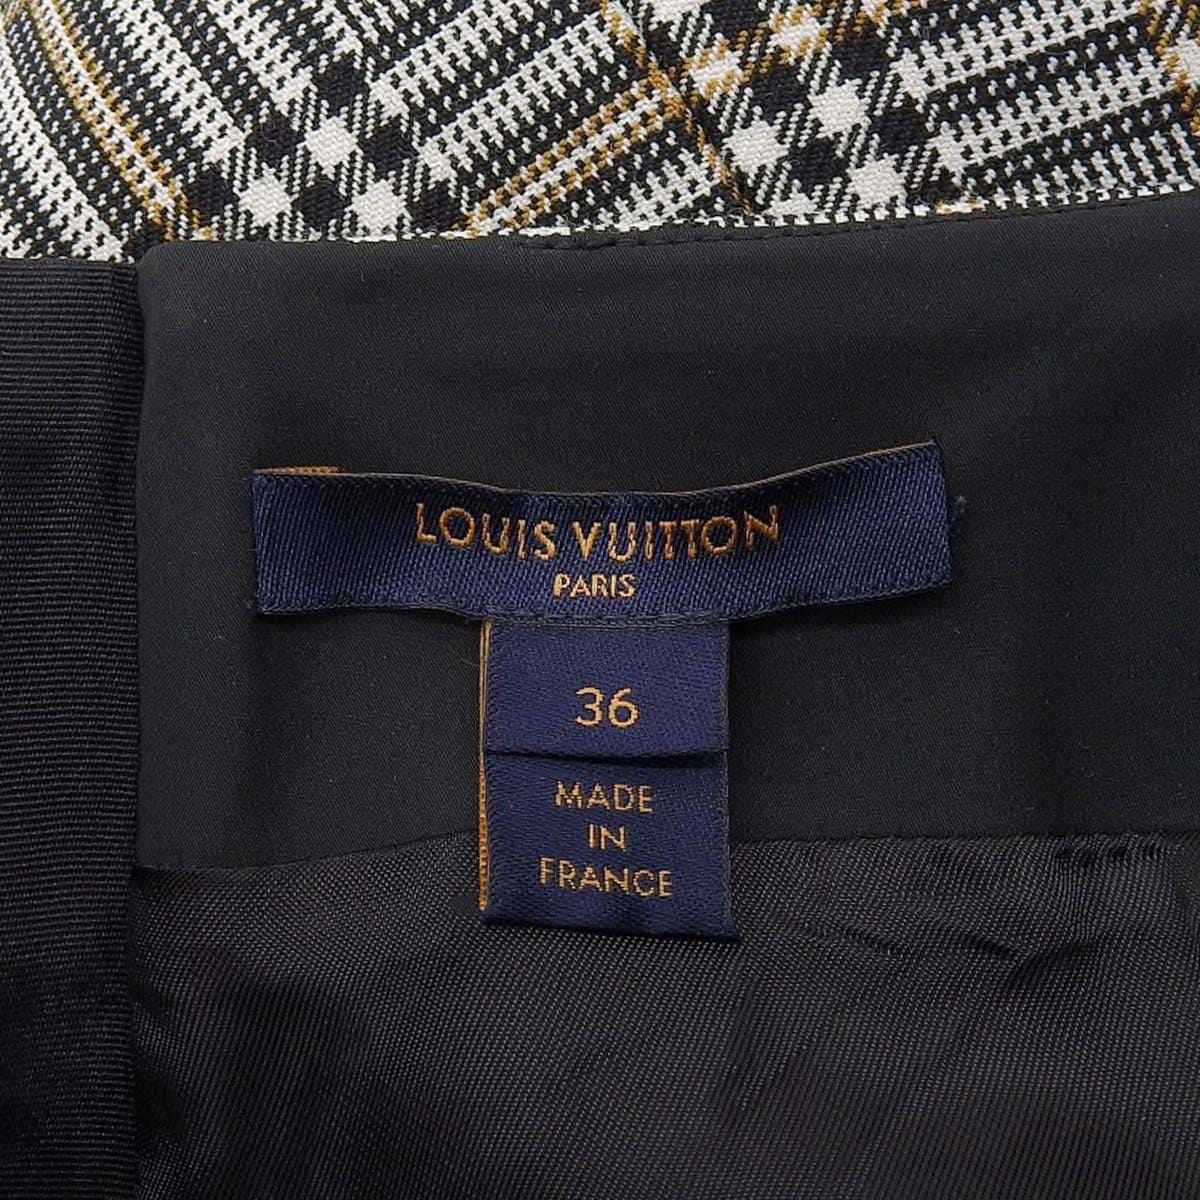 LOUIS VUITTON
PARIS
36
MADE
IN
FRANCE